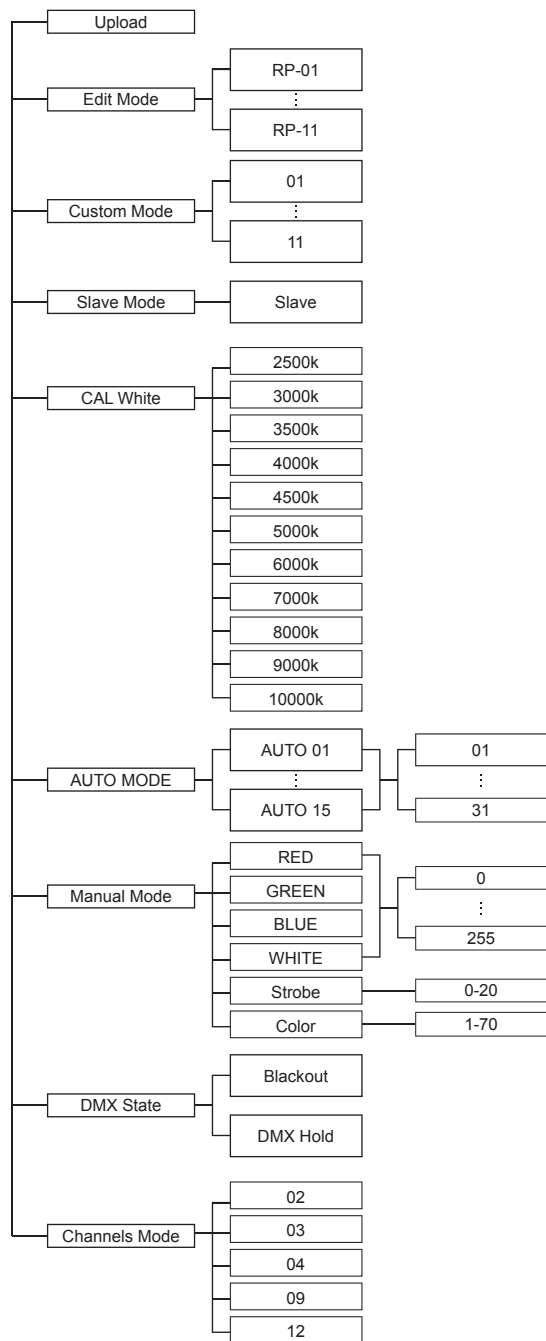 Upload
Edit Mode
RP-01
RP-11
Custom Mode
01
11
Slave Mode
Slave
CAL White
2500k
3000k
3500k
4000k
4500k
5000k
6000k
7000k
8000k
9000k
10000k
AUTO MODE
AUTO 01
AUTO 15
01
31
Manual Mode
RED
GREEN
BLUE
WHITE
0
255
Strobe
0-20
Color
1-70
DMX State
Blackout
DMX Hold
Channels Mode
02
03
04
09
12